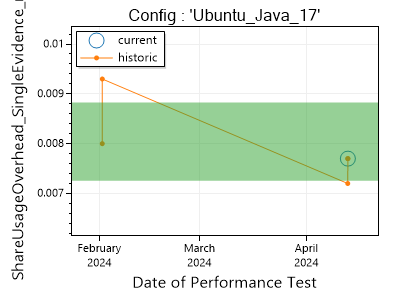 Config : 'Ubuntu_Java_17'
current
historic
0.01
0.009
0.008
0.007
ShareUsageOverhead_SingleEvidence_
February
2024
March
2024
April
2024
Date of Performance Test